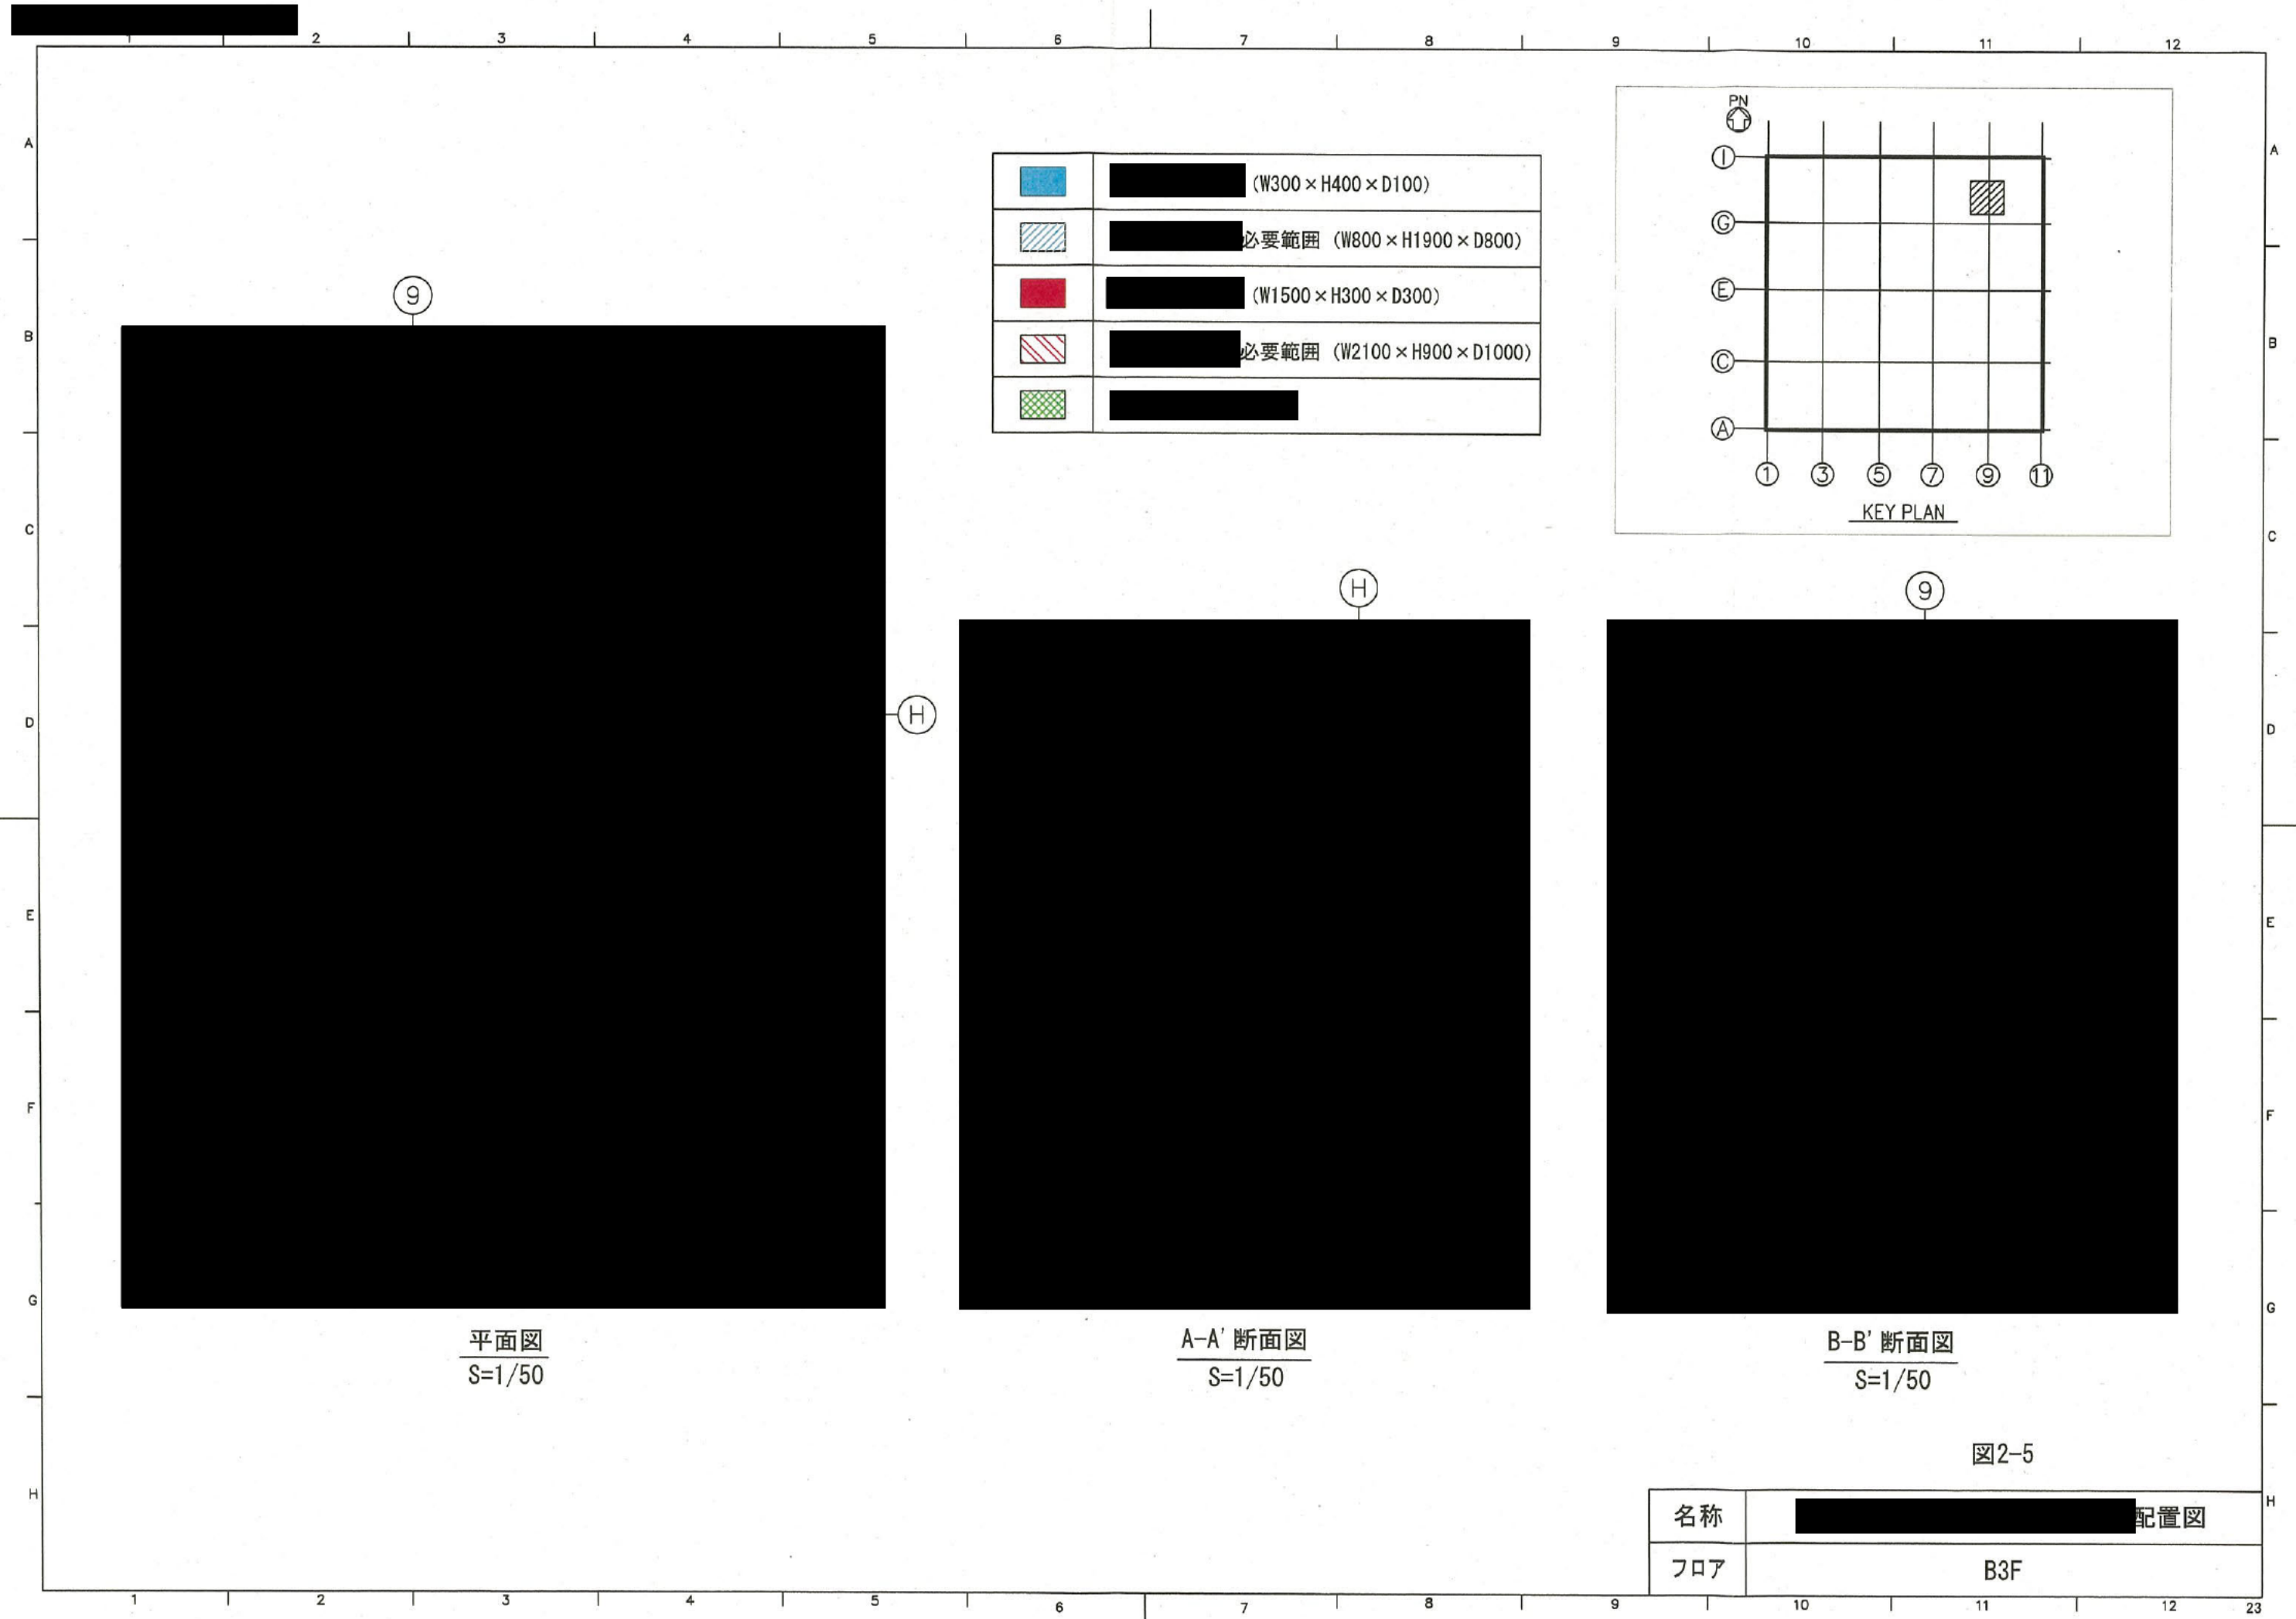 1 2 3 4 5 6 7 8 9 10 11 12
A
B
C
D
E
F
G
H
A
B
C
D
E
F
G
H
(W300×H400×D100)
必要範囲 (W800×H1900×D800)
(W1500×H300×D300)
必要範囲 (W2100×H900×D1000)
PN
I
G
E
C
A
1 3 5 7 9 11
KEY PLAN
9
H
H
9
平面図
S=1/50
A-A' 断面図
S=1/50
B-B' 断面図
S=1/50
図2-5
名称 配置図
フロア B3F
1 2 3 4 5 6 7 8 9 10 11 12
23